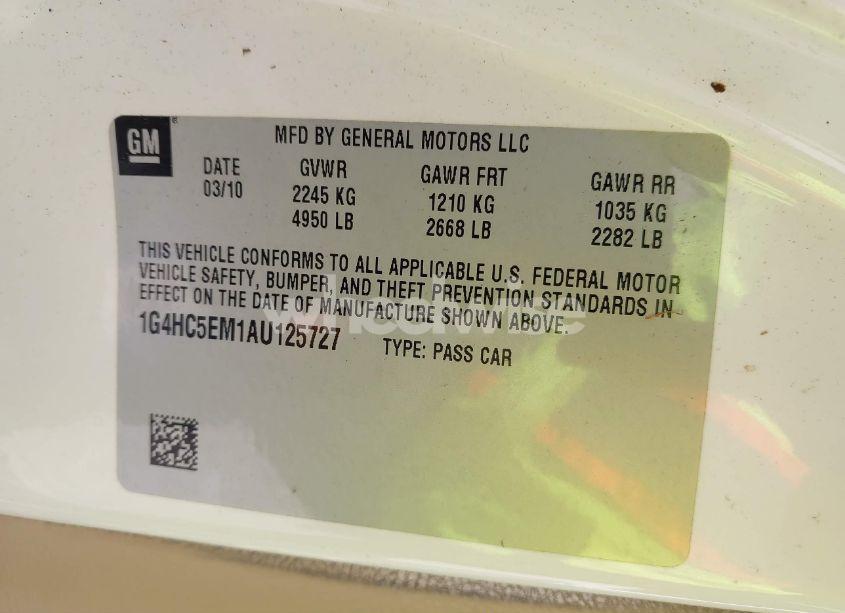 GM
MFD BY GENERAL MOTORS LLC
DATE GVWR GAWR FRT GAWR RR
03/10 2245 KG 1210 KG 1035 KG
4950 LB 2668 LB 2282 LB
THIS VEHICLE CONFORMS TO ALL APPLICABLE U.S. FEDERAL MOTOR
VEHICLE SAFETY, BUMPER, AND THEFT PREVENTION STANDARDS IN
EFFECT ON THE DATE OF MANUFACTURE SHOWN ABOVE.
1G4HC5EM1AU125727 TYPE: PASS CAR